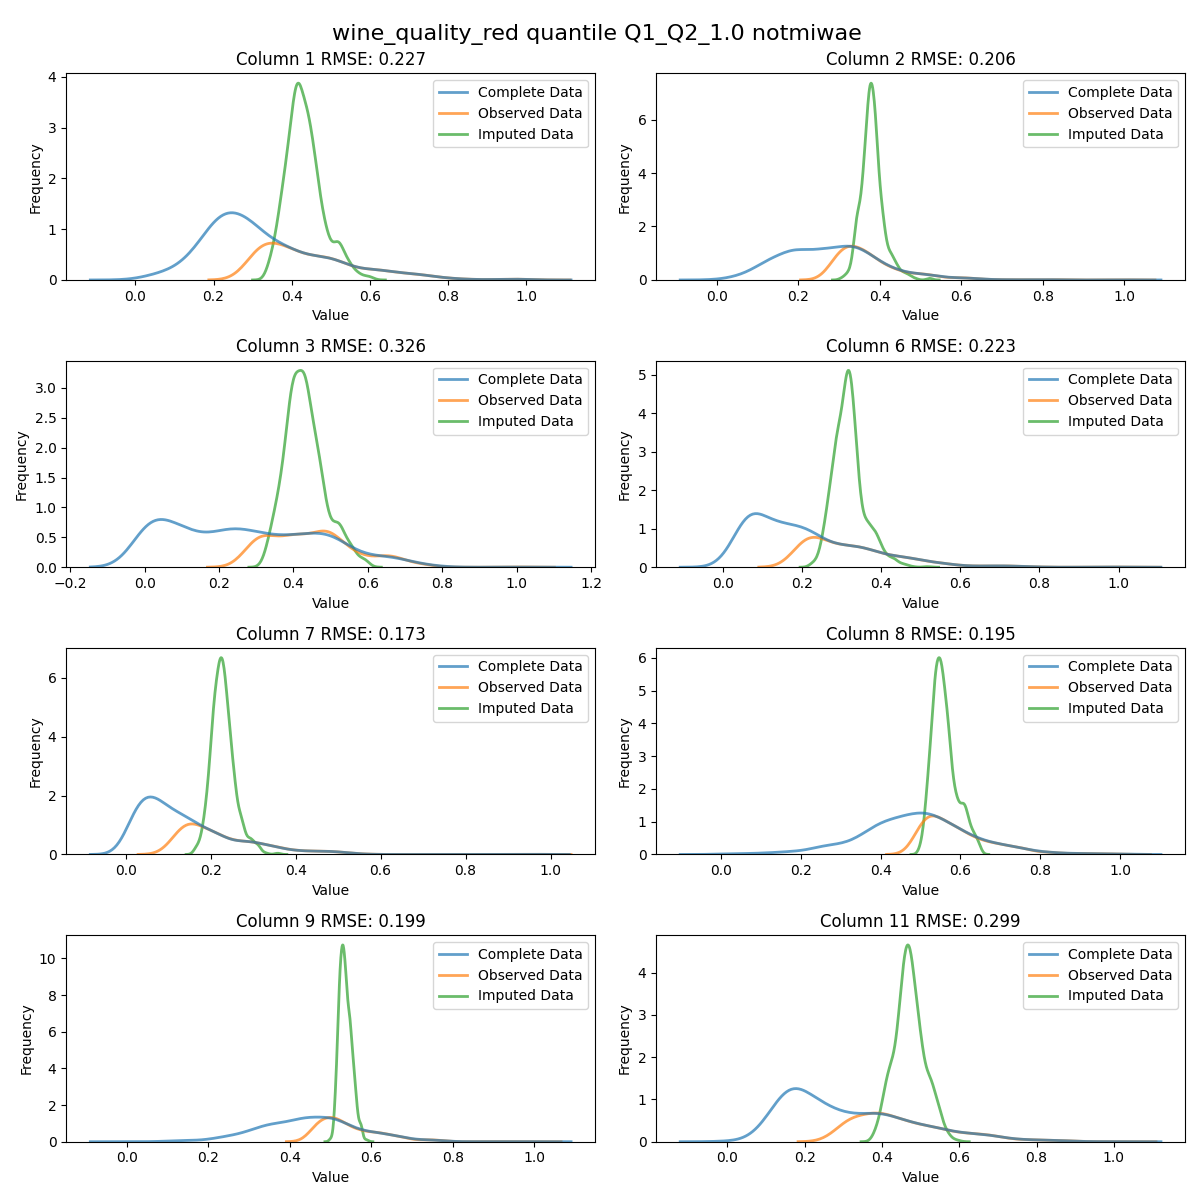 wine_quality_red quantile Q1_Q2_1.0 notmiwae
Column 1 RMSE: 0.227
Frequency
4
3
2
1
0
Complete Data
Observed Data
Imputed Data
0.0 0.2 0.4 0.6 0.8 1.0
Value
Column 2 RMSE: 0.206
Frequency
6
4
2
0
Complete Data
Observed Data
Imputed Data
0.0 0.2 0.4 0.6 0.8 1.0
Value
Column 3 RMSE: 0.326
Frequency
3.0
2.5
2.0
1.5
1.0
0.5
0.0
Complete Data
Observed Data
Imputed Data
−0.2 0.0 0.2 0.4 0.6 0.8 1.0 1.2
Value
Column 6 RMSE: 0.223
Frequency
5
4
3
2
1
0
Complete Data
Observed Data
Imputed Data
0.0 0.2 0.4 0.6 0.8 1.0
Value
Column 7 RMSE: 0.173
Frequency
6
4
2
0
Complete Data
Observed Data
Imputed Data
0.0 0.2 0.4 0.6 0.8 1.0
Value
Column 8 RMSE: 0.195
Frequency
6
5
4
3
2
1
0
Complete Data
Observed Data
Imputed Data
0.0 0.2 0.4 0.6 0.8 1.0
Value
Column 9 RMSE: 0.199
Frequency
10
8
6
4
2
0
Complete Data
Observed Data
Imputed Data
0.0 0.2 0.4 0.6 0.8 1.0
Value
Column 11 RMSE: 0.299
Frequency
4
3
2
1
0
Complete Data
Observed Data
Imputed Data
0.0 0.2 0.4 0.6 0.8 1.0
Value